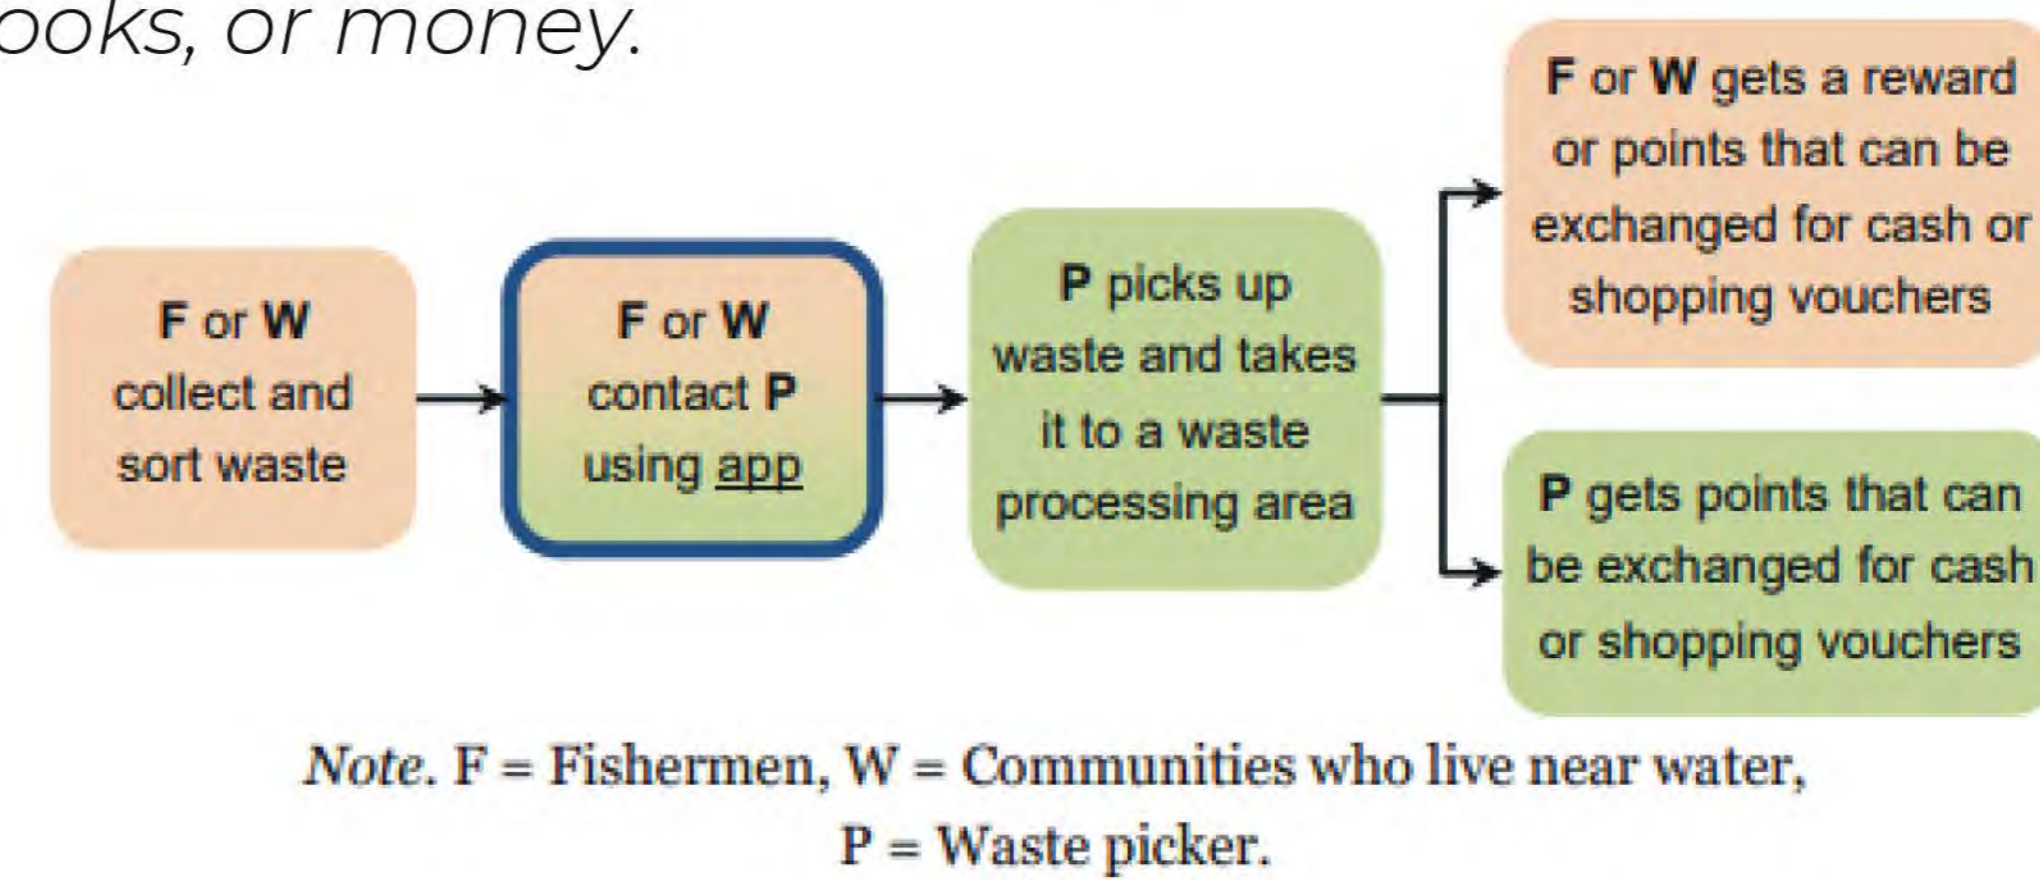 ooks, or money.
F or W
collect and
sort waste
F or W
contact P
using app
P picks up
waste and takes
it to a waste
processing area
F or W gets a reward
or points that can be
exchanged for cash or
shopping vouchers
P gets points that can
be exchanged for cash
or shopping vouchers
Note. F = Fishermen, W = Communities who live near water,
P = Waste picker.